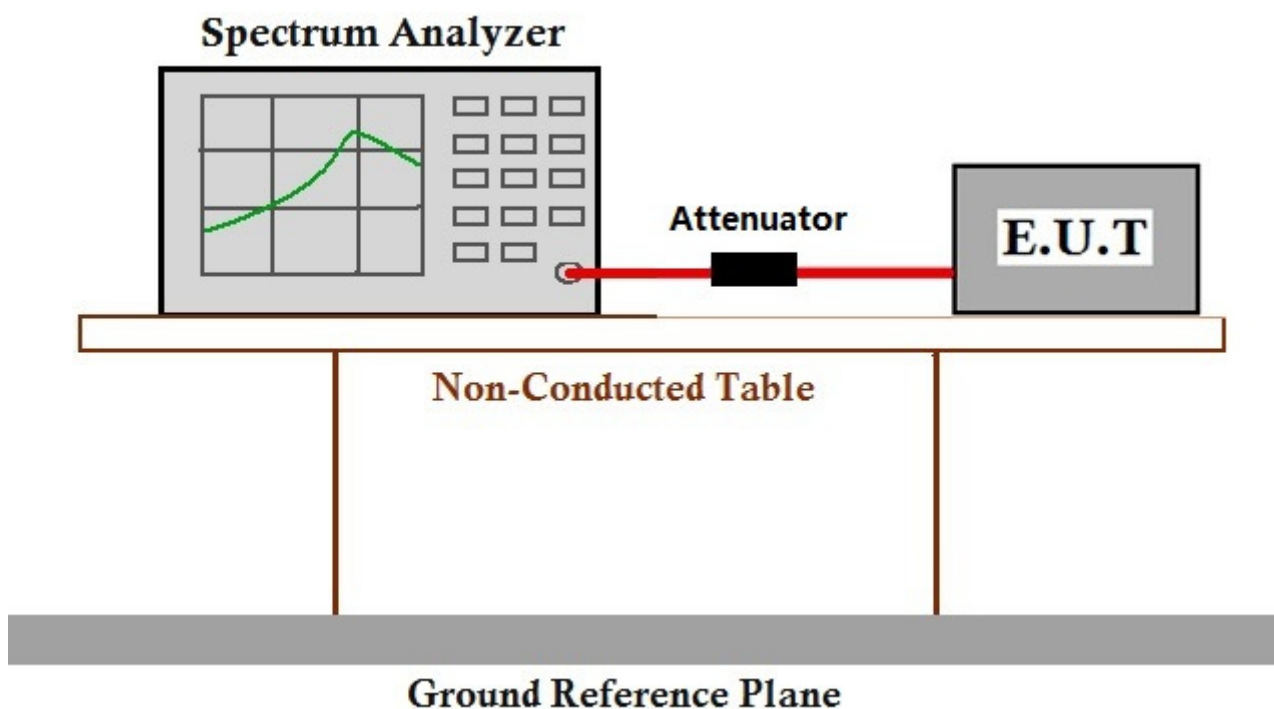 Spectrum Analyzer
Attenuator
E.U.T
Non-Conducted Table
Ground Reference Plane